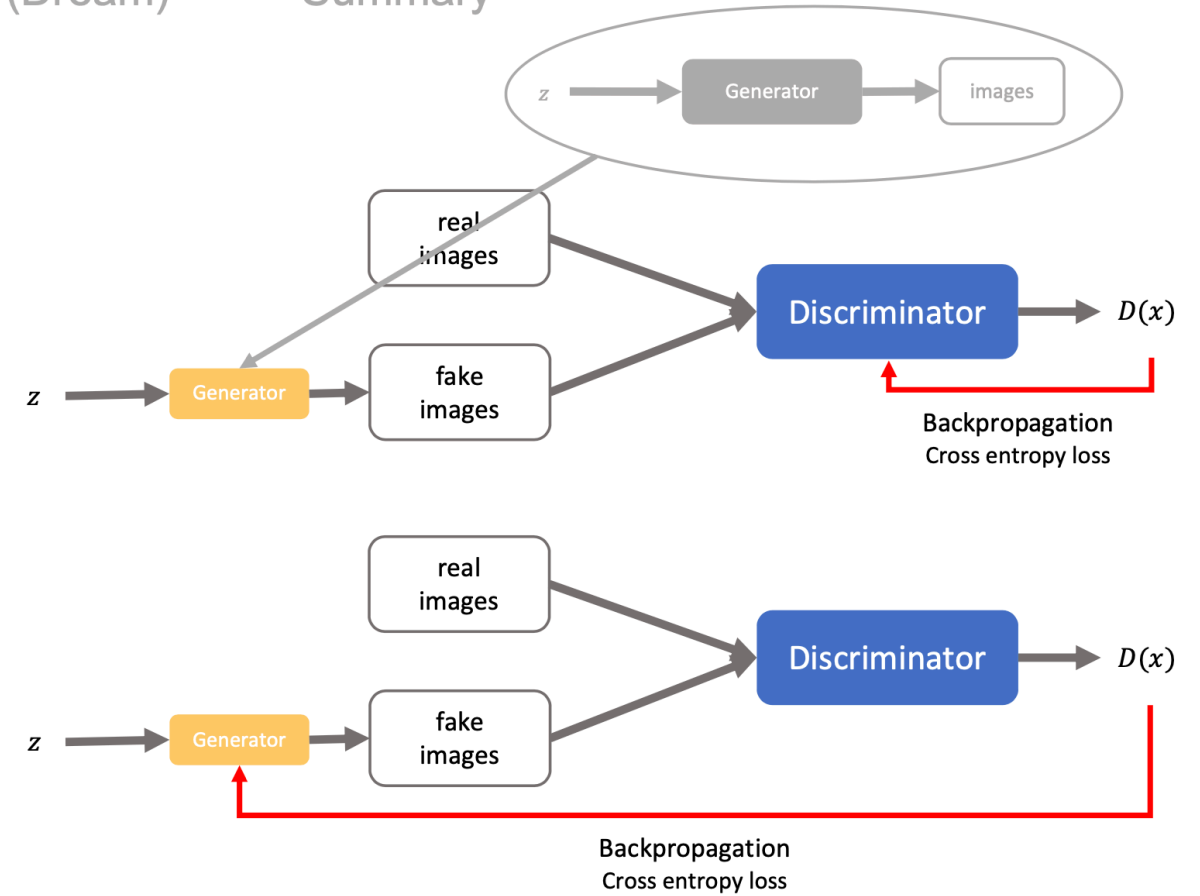 (Dream) Summary
z Generator images
real
images
Discriminator D(x)
fake
images
z Generator
Backpropagation
Cross entropy loss
real
images
Discriminator D(x)
fake
images
z Generator
Backpropagation
Cross entropy loss